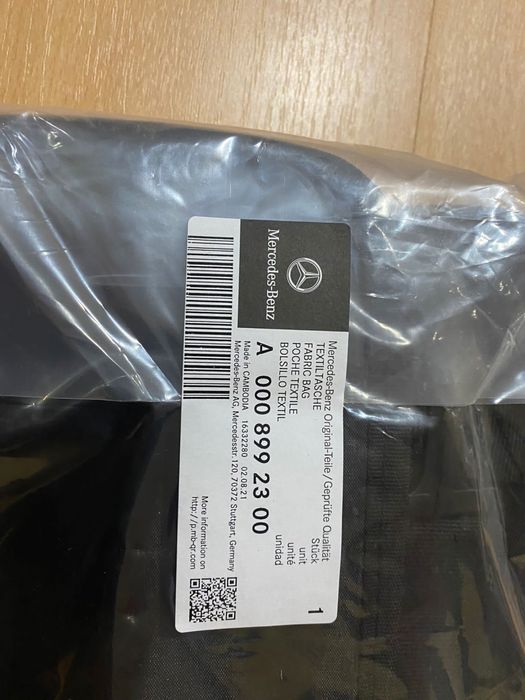 Mercedes-Benz
Mercedes-Benz Original-Teile / Geprüfte Qualität
TEXTILTASCHE
FABRIC BAG
POCHE TEXTILE
BOLSILLO TEXTIL
Stück
unit
unité
unidad
1
A 000 899 23 00
Made in CAMBODIA 16332280 02.08.21
Mercedes-Benz AG, Mercedesstr. 120, 70372 Stuttgart, Germany
More information on
http://p.mb-qr.com